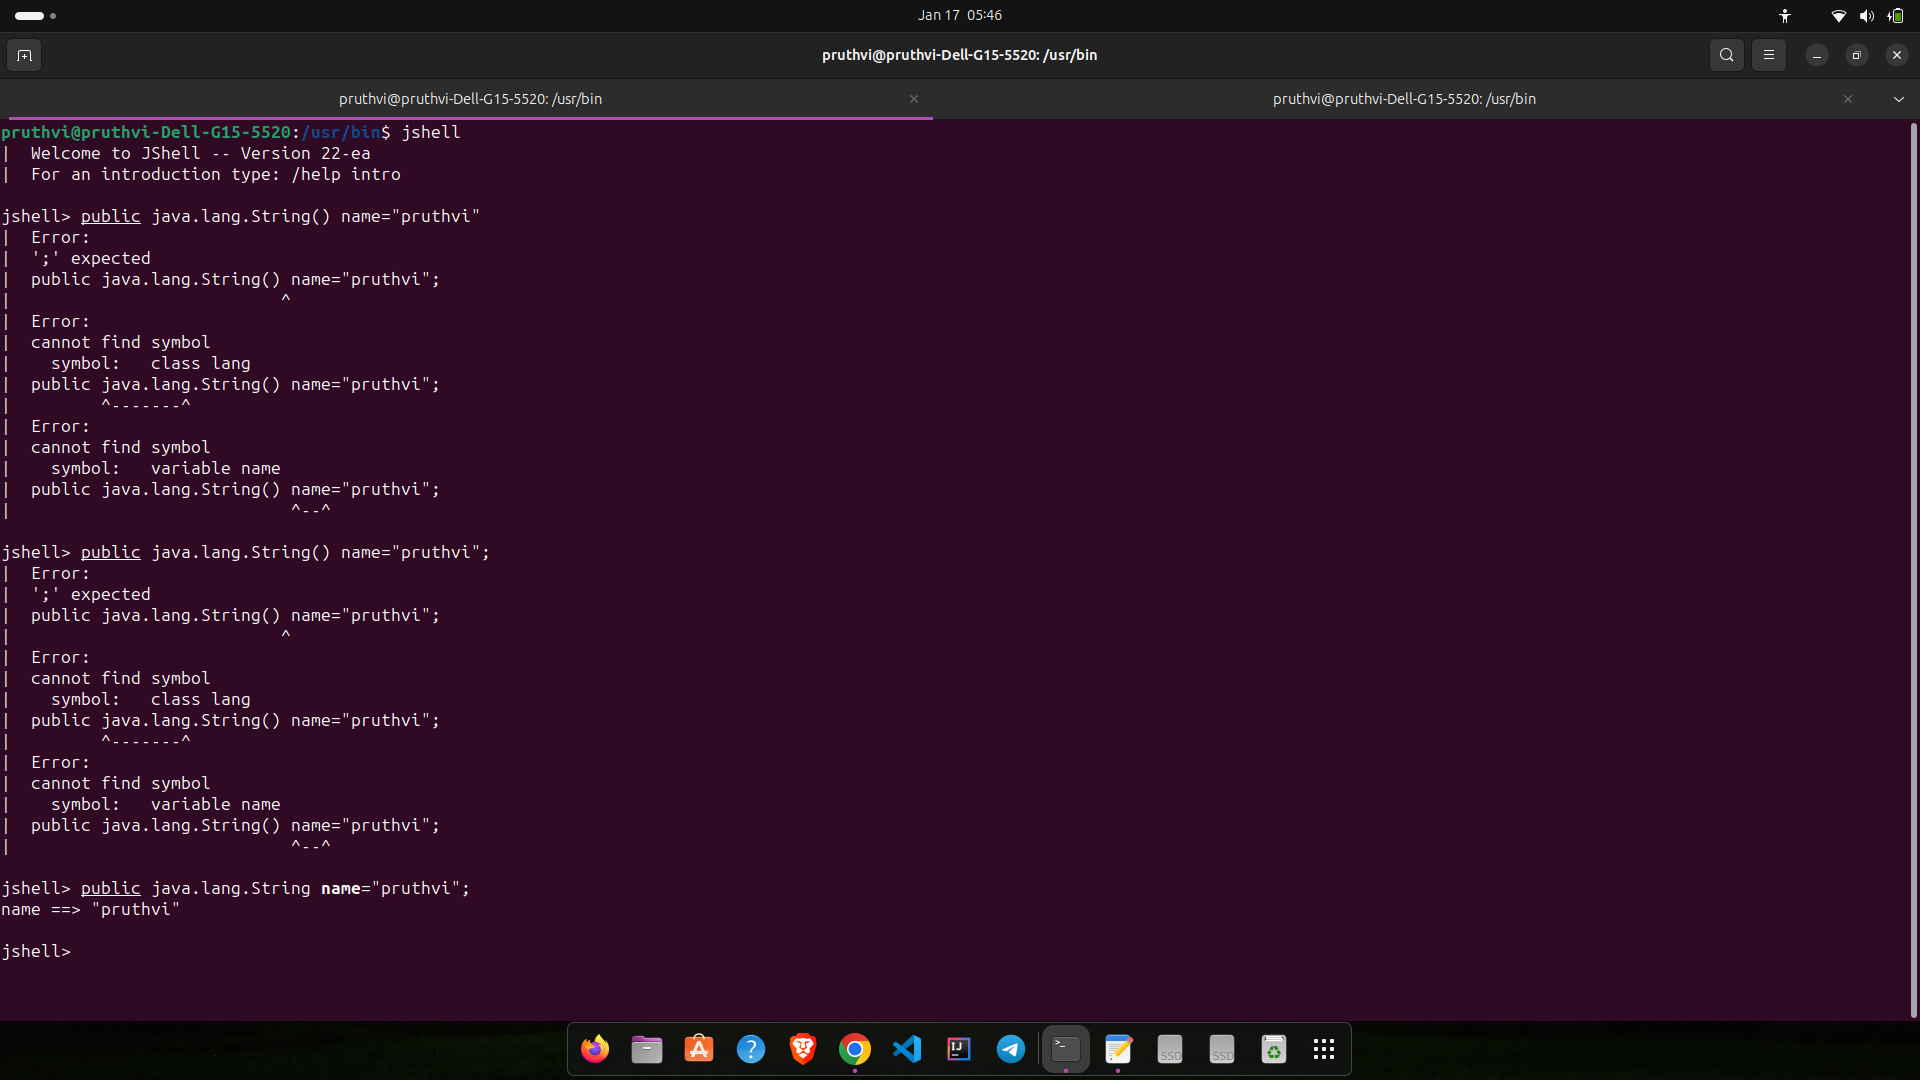 Jan 17 05:46
pruthvi@pruthvi-Dell-G15-5520: /usr/bin
pruthvi@pruthvi-Dell-G15-5520: /usr/bin
pruthvi@pruthvi-Dell-G15-5520: /usr/bin
pruthvi@pruthvi-Dell-G15-5520:/usr/bin$ jshell
|  Welcome to JShell -- Version 22-ea
|  For an introduction type: /help intro
jshell> public java.lang.String() name="pruthvi"
|  Error:
|  ';' expected
|  public java.lang.String() name="pruthvi";
|                           ^
|  Error:
|  cannot find symbol
|    symbol:   class lang
|  public java.lang.String() name="pruthvi";
|         ^-------^
|  Error:
|  cannot find symbol
|    symbol:   variable name
|  public java.lang.String() name="pruthvi";
|                            ^--^
jshell> public java.lang.String() name="pruthvi";
|  Error:
|  ';' expected
|  public java.lang.String() name="pruthvi";
|                           ^
|  Error:
|  cannot find symbol
|    symbol:   class lang
|  public java.lang.String() name="pruthvi";
|         ^-------^
|  Error:
|  cannot find symbol
|    symbol:   variable name
|  public java.lang.String() name="pruthvi";
|                            ^--^
jshell> public java.lang.String name="pruthvi";
name ==> "pruthvi"
jshell>
IJ
>_
SSD
SSD